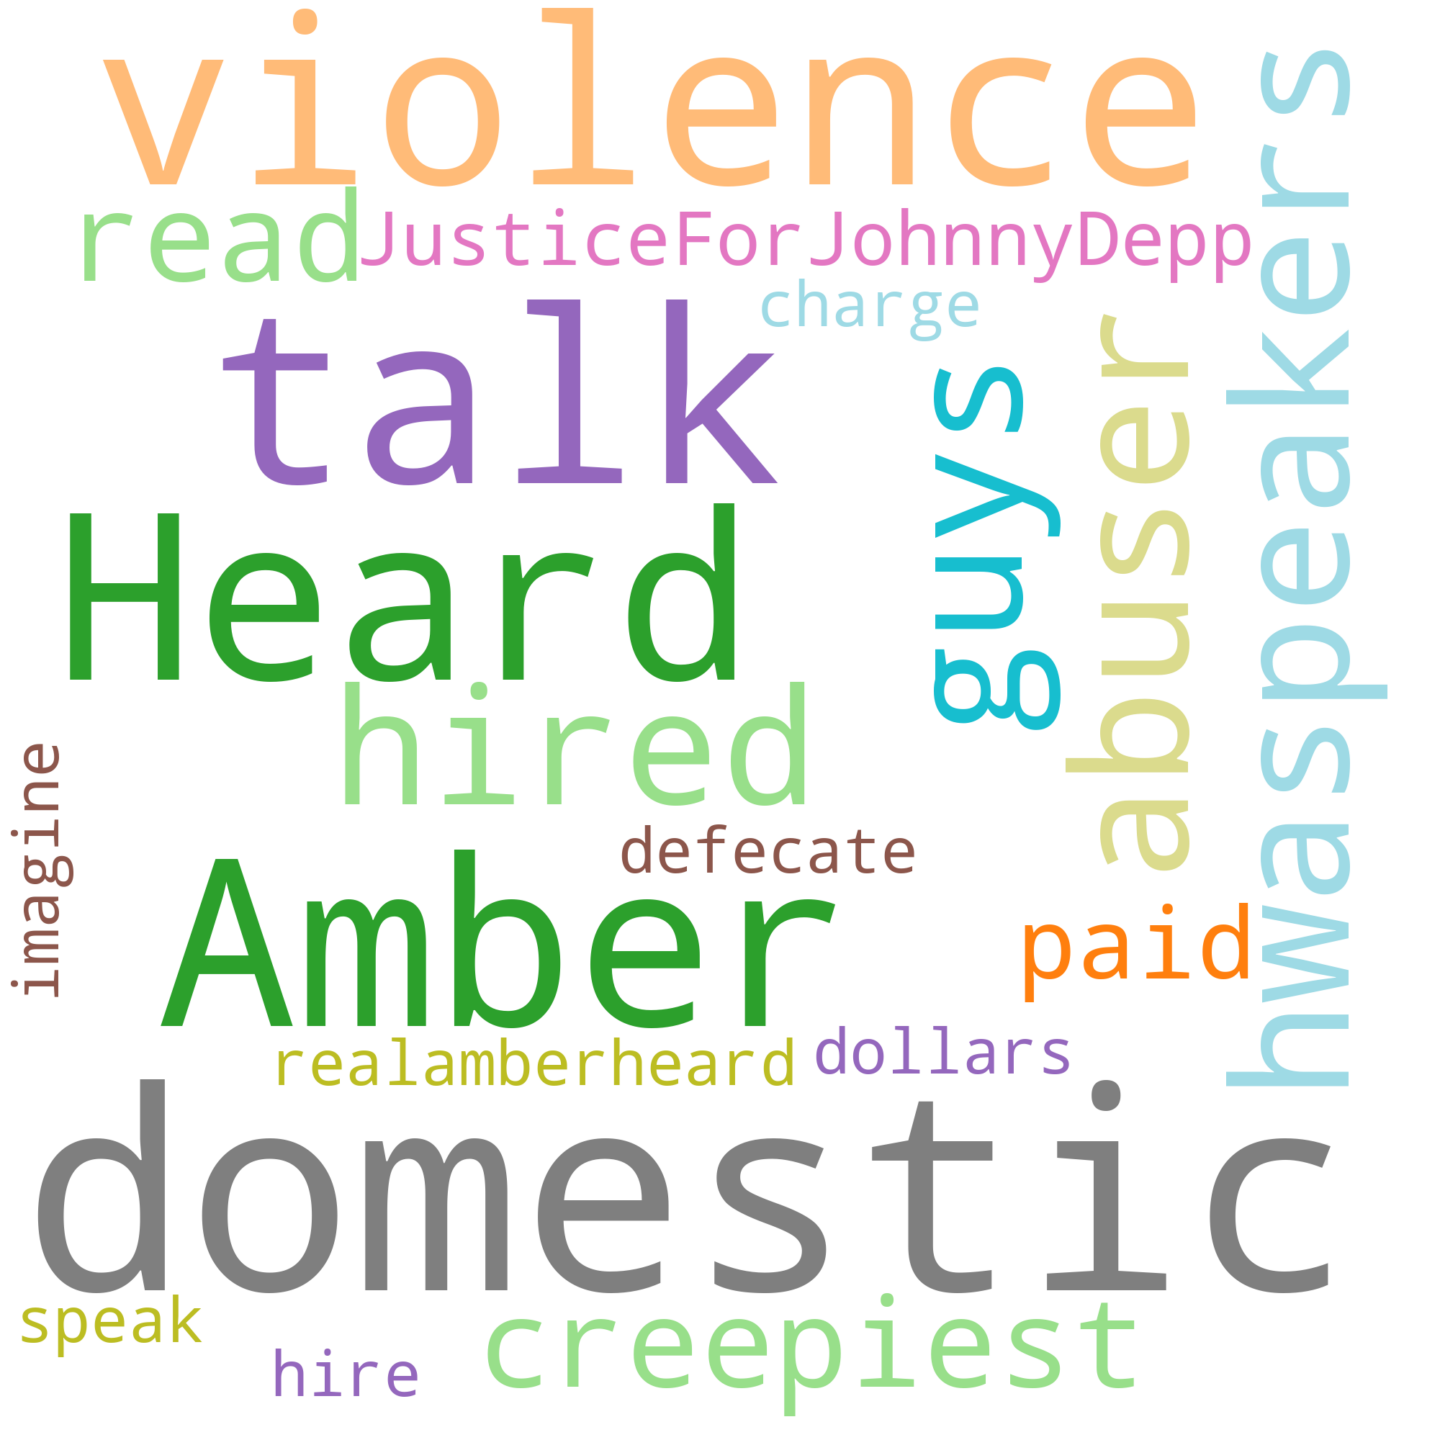 violence
read
JusticeForJohnnyDepp
charge
talk
guys
abuser
hwaspeakers
Heard
hired
imagine
defecate
Amber
paid
realamberheard
dollars
domestic
speak
creepiest
hire